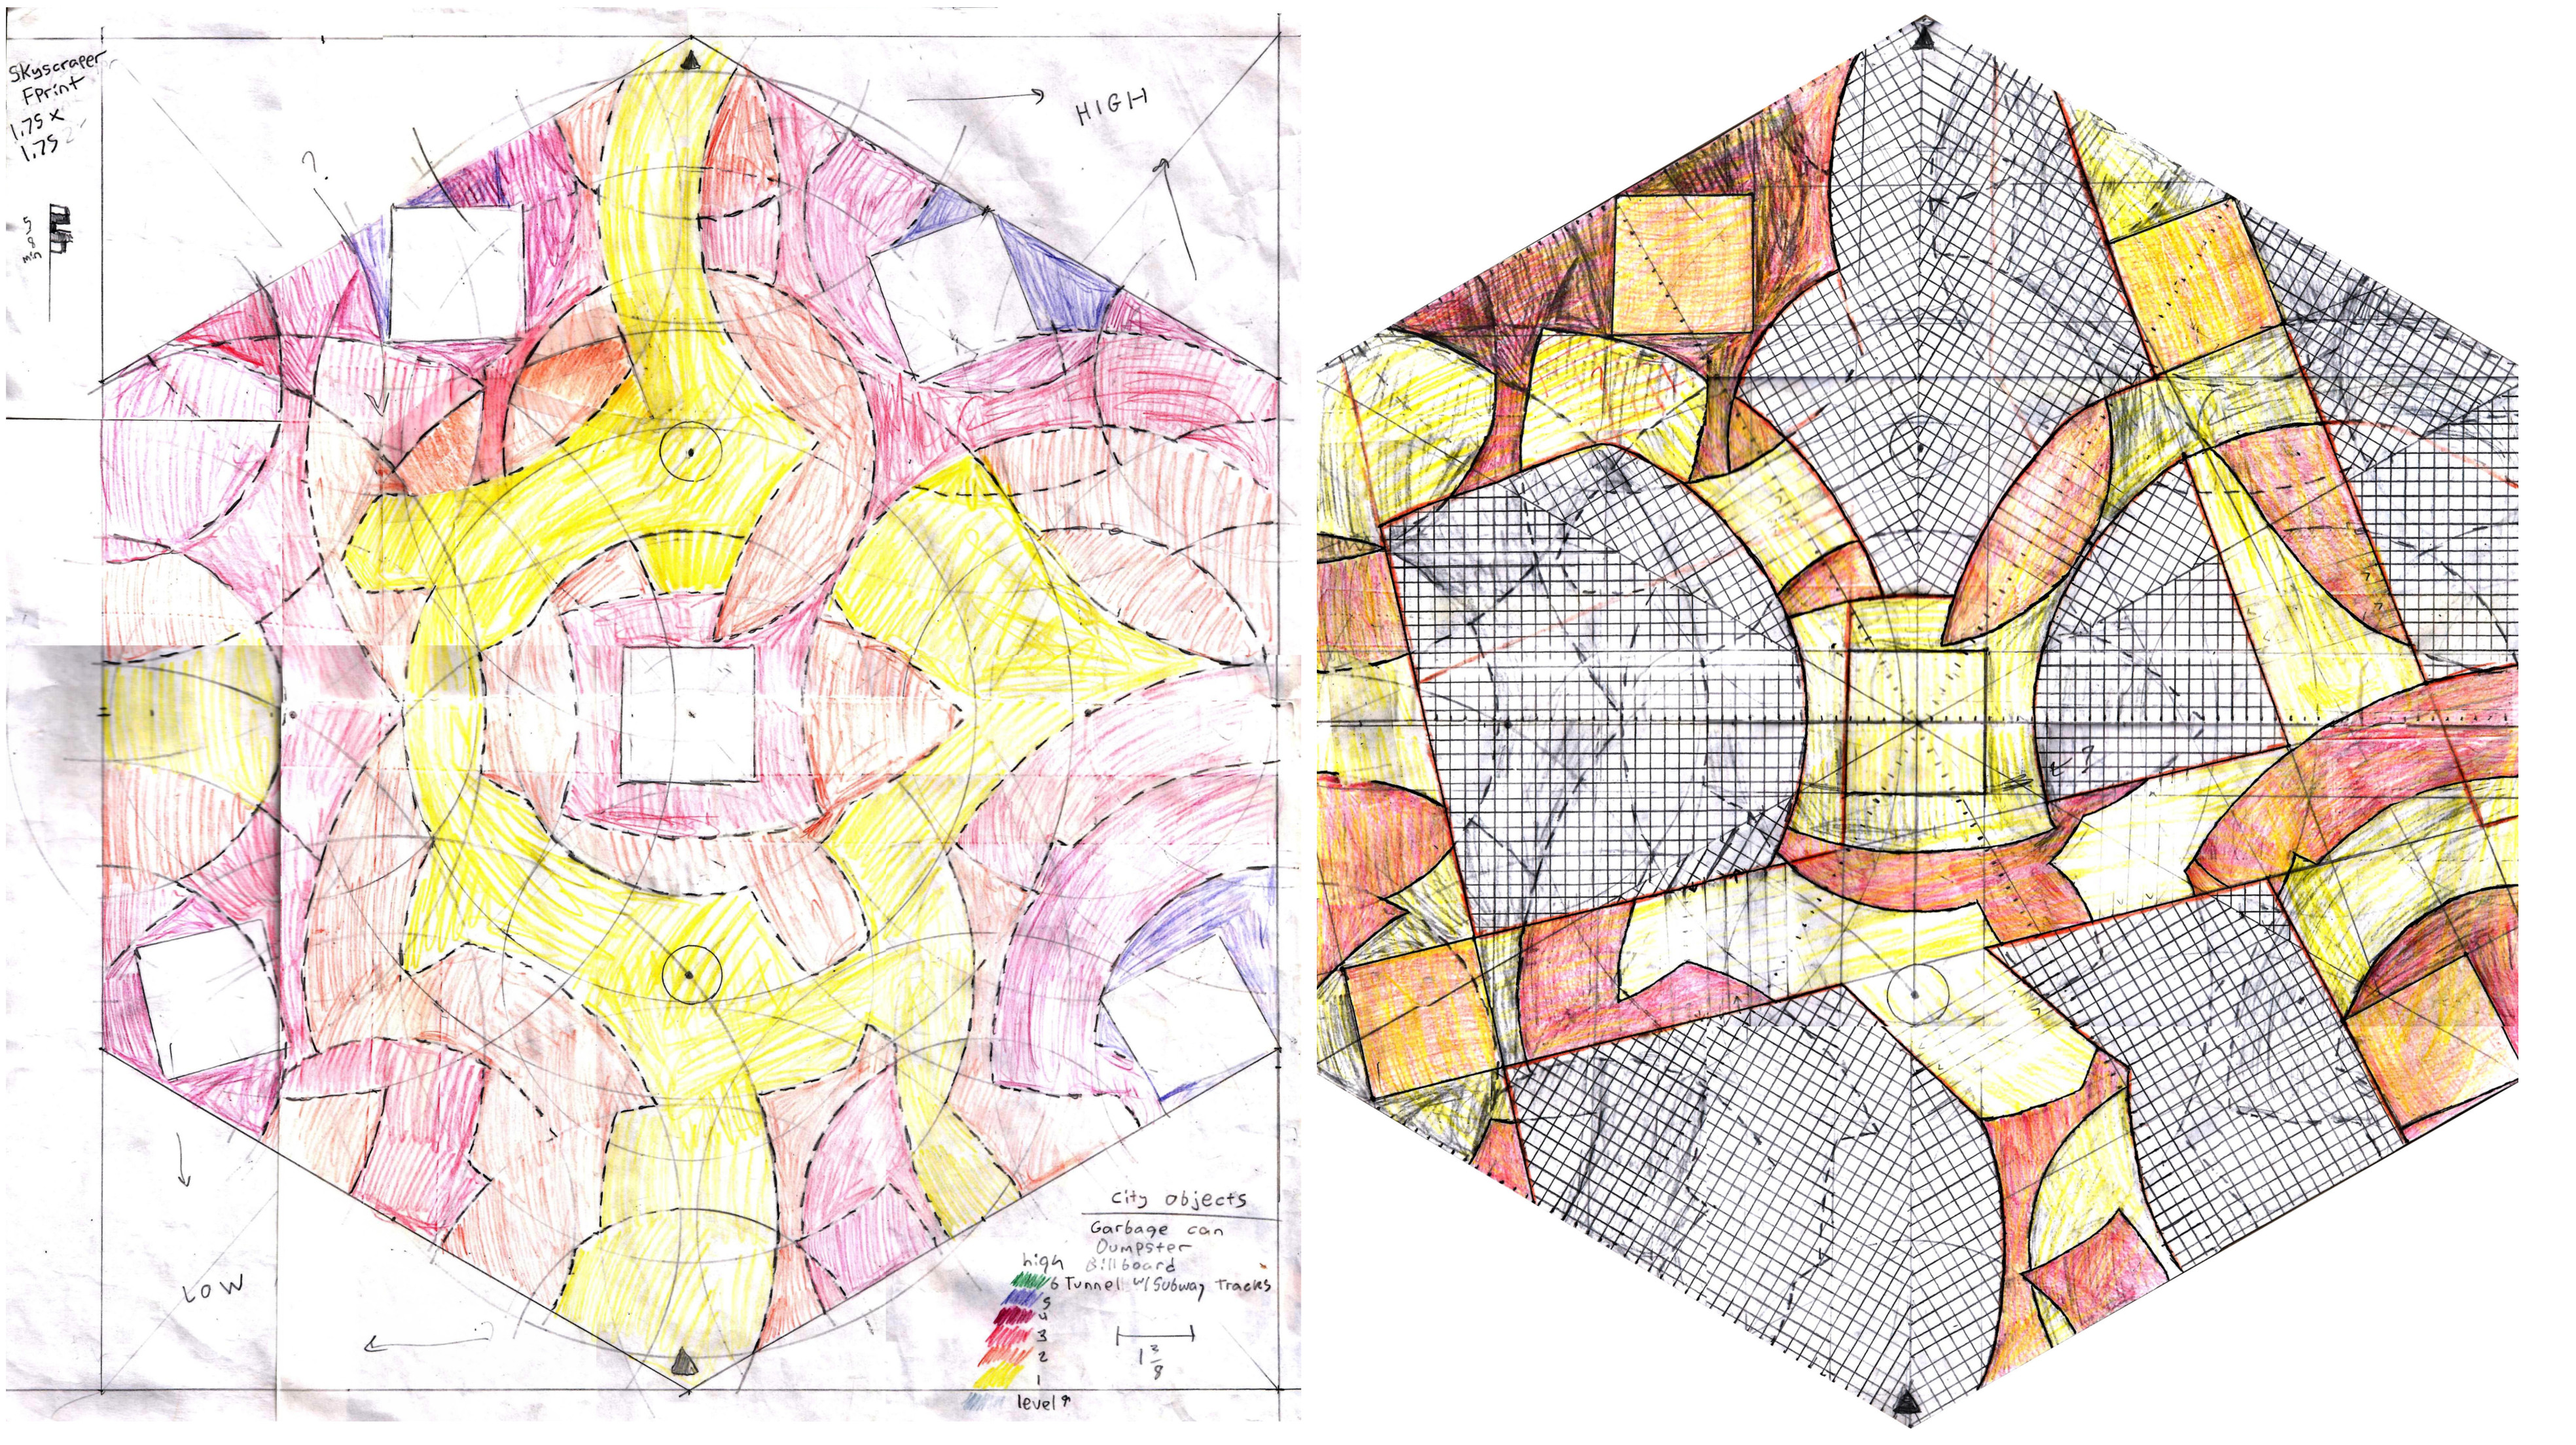 Skyscraper
FPrint
1.75 x
1.75
5
8
min
?
HIGH
LOW
?
City Objects
Garbage can
Dumpster
Billboard
high
6 Tunnel w/ Subway Tracks
5
4
3
2
1
level ↑
1 3/8
?